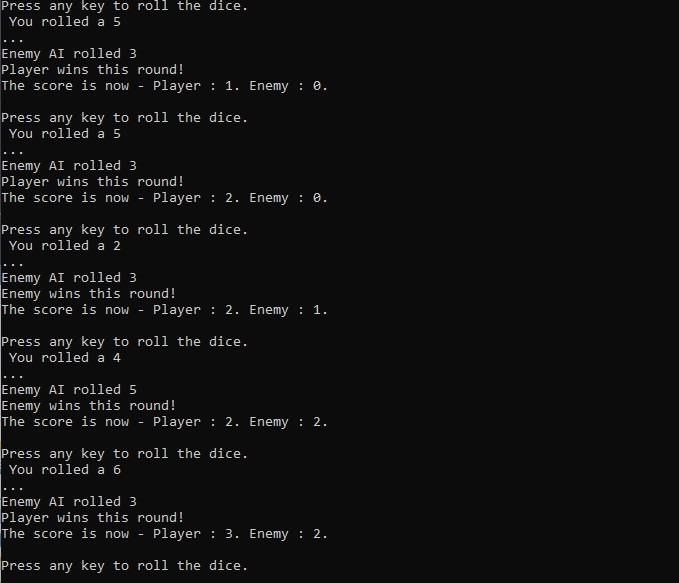 Press any key to roll the dice.
 You rolled a 5
...
Enemy AI rolled 3
Player wins this round!
The score is now - Player : 1. Enemy : 0.

Press any key to roll the dice.
 You rolled a 5
...
Enemy AI rolled 3
Player wins this round!
The score is now - Player : 2. Enemy : 0.

Press any key to roll the dice.
 You rolled a 2
...
Enemy AI rolled 3
Enemy wins this round!
The score is now - Player : 2. Enemy : 1.

Press any key to roll the dice.
 You rolled a 4
...
Enemy AI rolled 5
Enemy wins this round!
The score is now - Player : 2. Enemy : 2.

Press any key to roll the dice.
 You rolled a 6
...
Enemy AI rolled 3
Player wins this round!
The score is now - Player : 3. Enemy : 2.

Press any key to roll the dice.